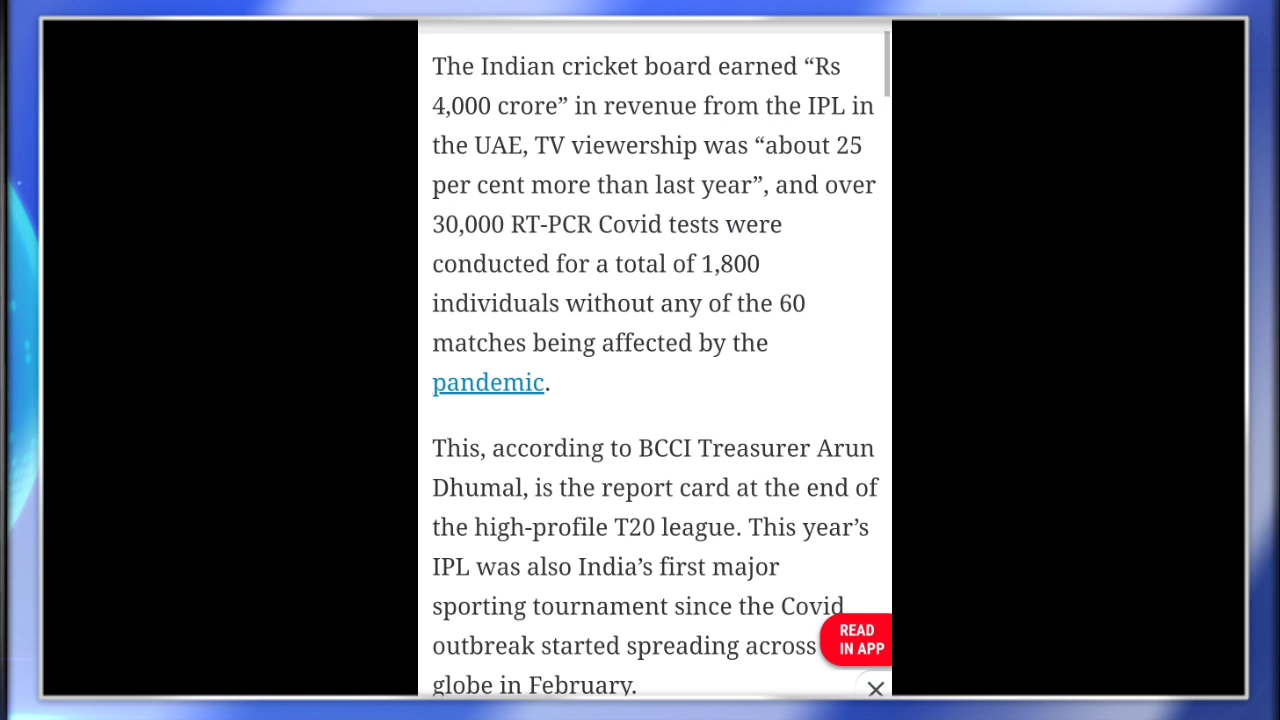 The Indian cricket board earned “Rs
4,000 crore” in revenue from the IPL in
the UAE, TV viewership was “about 25
per cent more than last year”, and over
30,000 RT-PCR Covid tests were
conducted for a total of 1,800
individuals without any of the 60
matches being affected by the
pandemic.
This, according to BCCI Treasurer Arun
Dhumal, is the report card at the end of
the high-profile T20 league. This year’s
IPL was also India’s first major
sporting tournament since the Covid
outbreak started spreading across
globe in February.
READ
IN APP